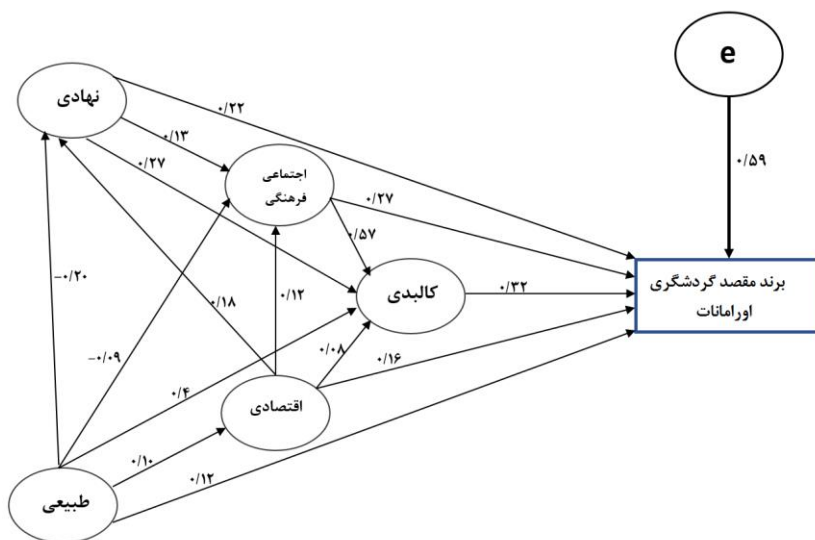 e
نهادی
۰/۲۲
۰/۱۳
۰/۵۹
۰/۲۷
اجتماعی
فرهنگی
۰/۲۷
۰/۵۷
برند مقصد گردشگری
اورامانات
−۰/۲۰
۰/۱۸
۰/۱۲
کالبدی
۰/۳۲
−۰/۰۹
۰/۰۸
۰/۱۶
۰/۴
اقتصادی
۰/۱۰
۰/۱۲
طبیعی